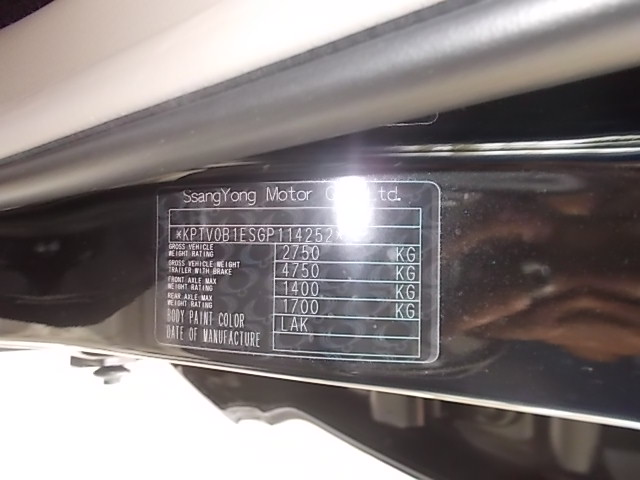 SsangYong Motor Co., Ltd.
*KPTV0B1ESGP114252*
GROSS VEHICLE WEIGHT RATING 2750 KG
GROSS VEHICLE WEIGHT TRAILER WITH BRAKE 4750 KG
FRONT AXLE MAX WEIGHT RATING 1400 KG
REAR AXLE MAX WEIGHT RATING 1700 KG
BODY PAINT COLOR LAK
DATE OF MANUFACTURE